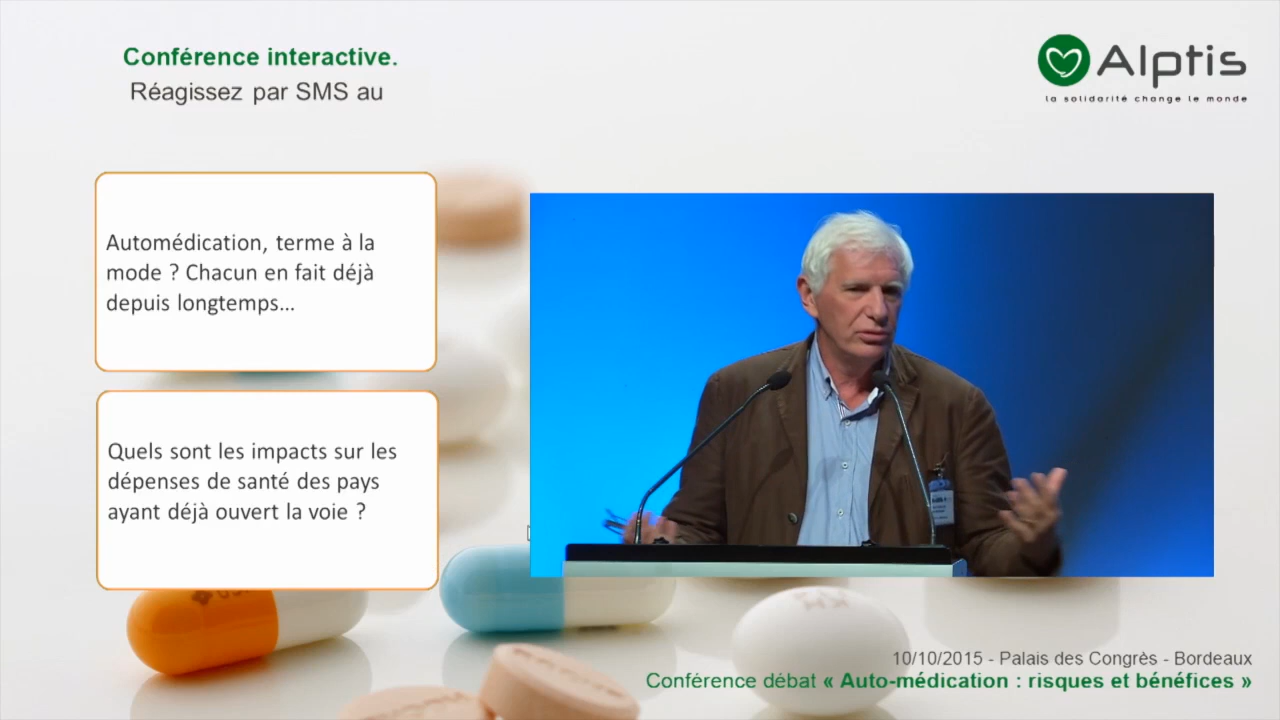 Conférence interactive.
Réagissez par SMS au
Alptis
la solidarité change le monde
Automédication, terme à la
mode ? Chacun en fait déjà
depuis longtemps...
Quels sont les impacts sur les
dépenses de santé des pays
ayant déjà ouvert la voie ?
10/10/2015 - Palais des Congrès - Bordeaux
Conférence débat « Auto-médication : risques et bénéfices »